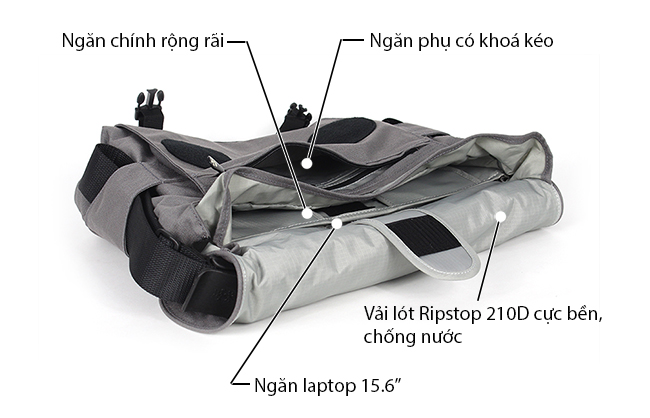 Ngăn chính rộng rãi
Ngăn phụ có khoá kéo
Vải lót Ripstop 210D cực bền,
chống nước
Ngăn laptop 15.6”